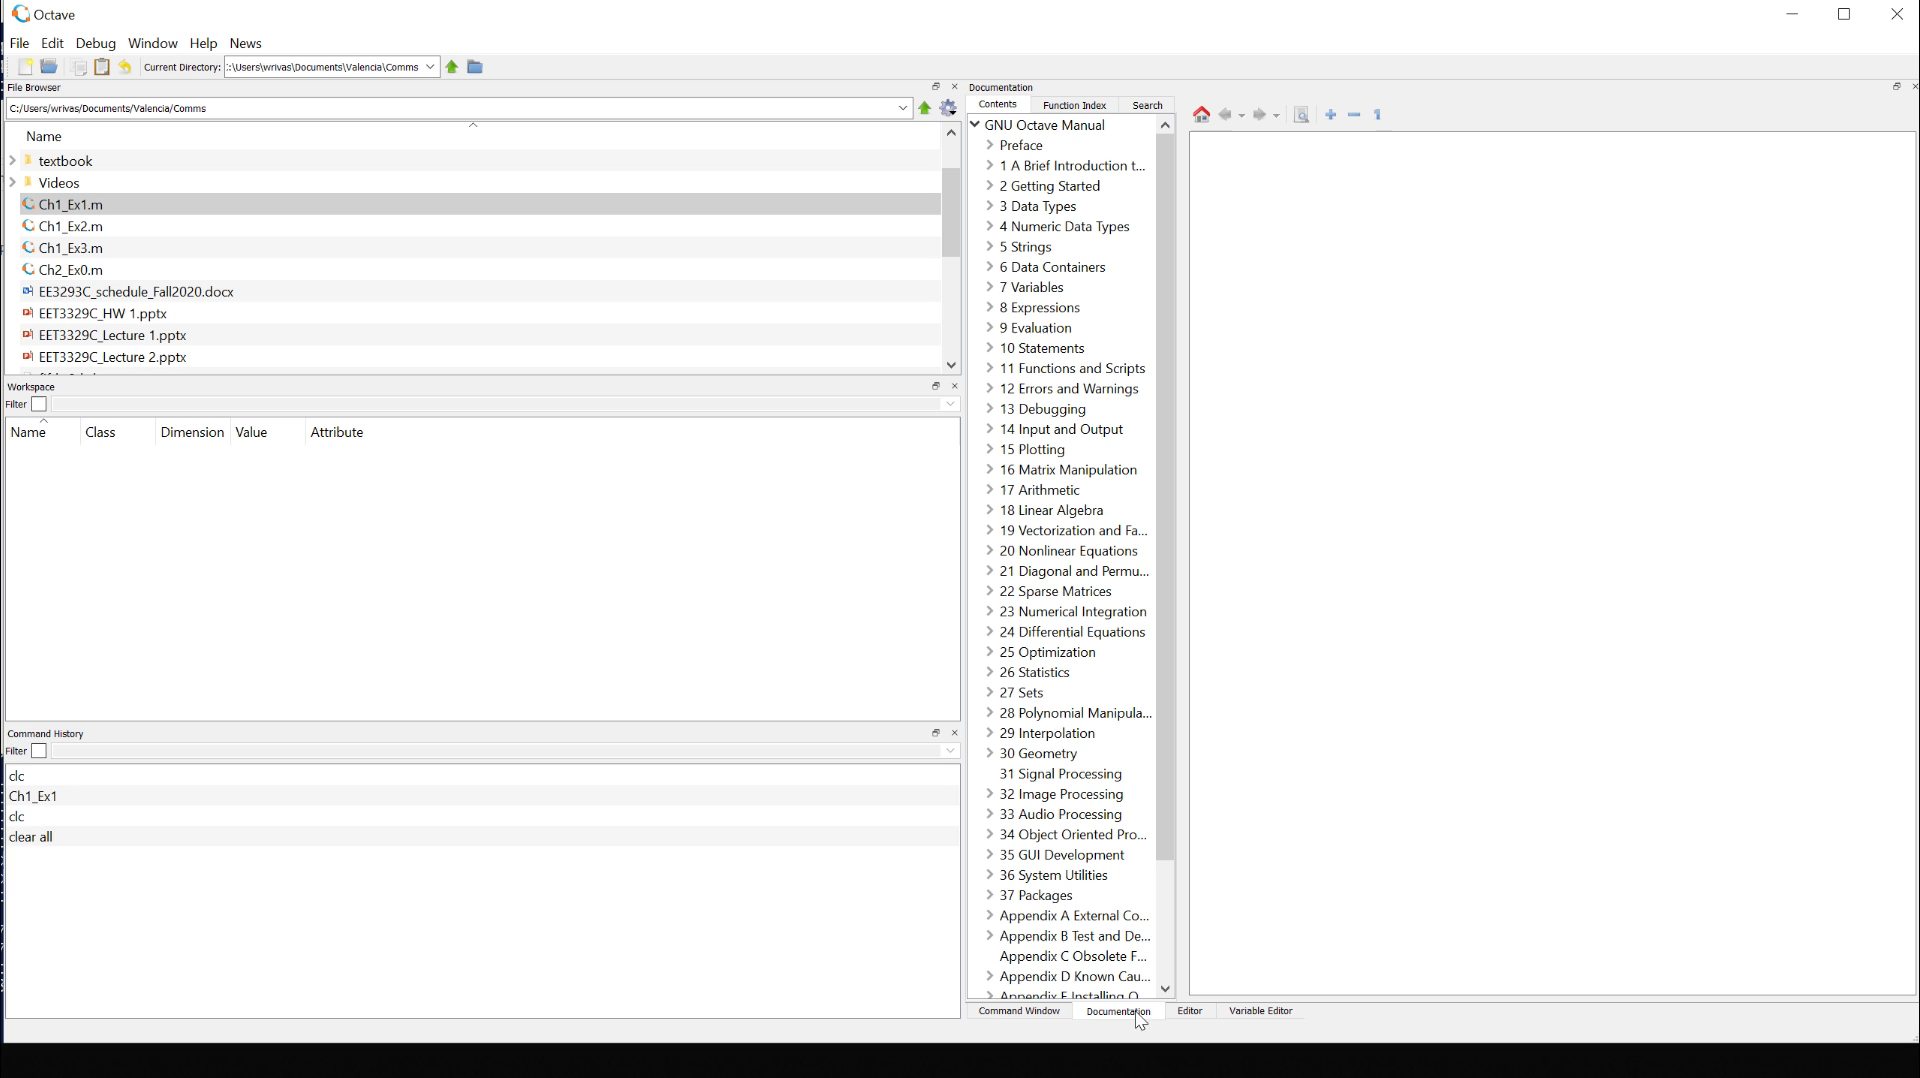 Octave
File Edit Debug Window Help News
Current Directory: :\Users\wrivas\Documents\Valencia\Comms
File Browser
C:/Users/wrivas/Documents/Valencia/Comms
Name
textbook
Videos
Ch1_Ex1.m
Ch1_Ex2.m
Ch1_Ex3.m
Ch2_Ex0.m
EE3293C_schedule_Fall2020.docx
EET3329C_HW 1.pptx
EET3329C_Lecture 1.pptx
EET3329C_Lecture 2.pptx
Workspace
Filter
Name Class Dimension Value Attribute
Command History
Filter
clc
Ch1_Ex1
clc
clear all
Documentation
Contents Function Index Search
GNU Octave Manual
Preface
1 A Brief Introduction t...
2 Getting Started
3 Data Types
4 Numeric Data Types
5 Strings
6 Data Containers
7 Variables
8 Expressions
9 Evaluation
10 Statements
11 Functions and Scripts
12 Errors and Warnings
13 Debugging
14 Input and Output
15 Plotting
16 Matrix Manipulation
17 Arithmetic
18 Linear Algebra
19 Vectorization and Fa...
20 Nonlinear Equations
21 Diagonal and Permu...
22 Sparse Matrices
23 Numerical Integration
24 Differential Equations
25 Optimization
26 Statistics
27 Sets
28 Polynomial Manipula...
29 Interpolation
30 Geometry
31 Signal Processing
32 Image Processing
33 Audio Processing
34 Object Oriented Pro...
35 GUI Development
36 System Utilities
37 Packages
Appendix A External Co...
Appendix B Test and De...
Appendix C Obsolete F...
Appendix D Known Cau...
Appendix E Installing O
Command Window Documentation Editor Variable Editor